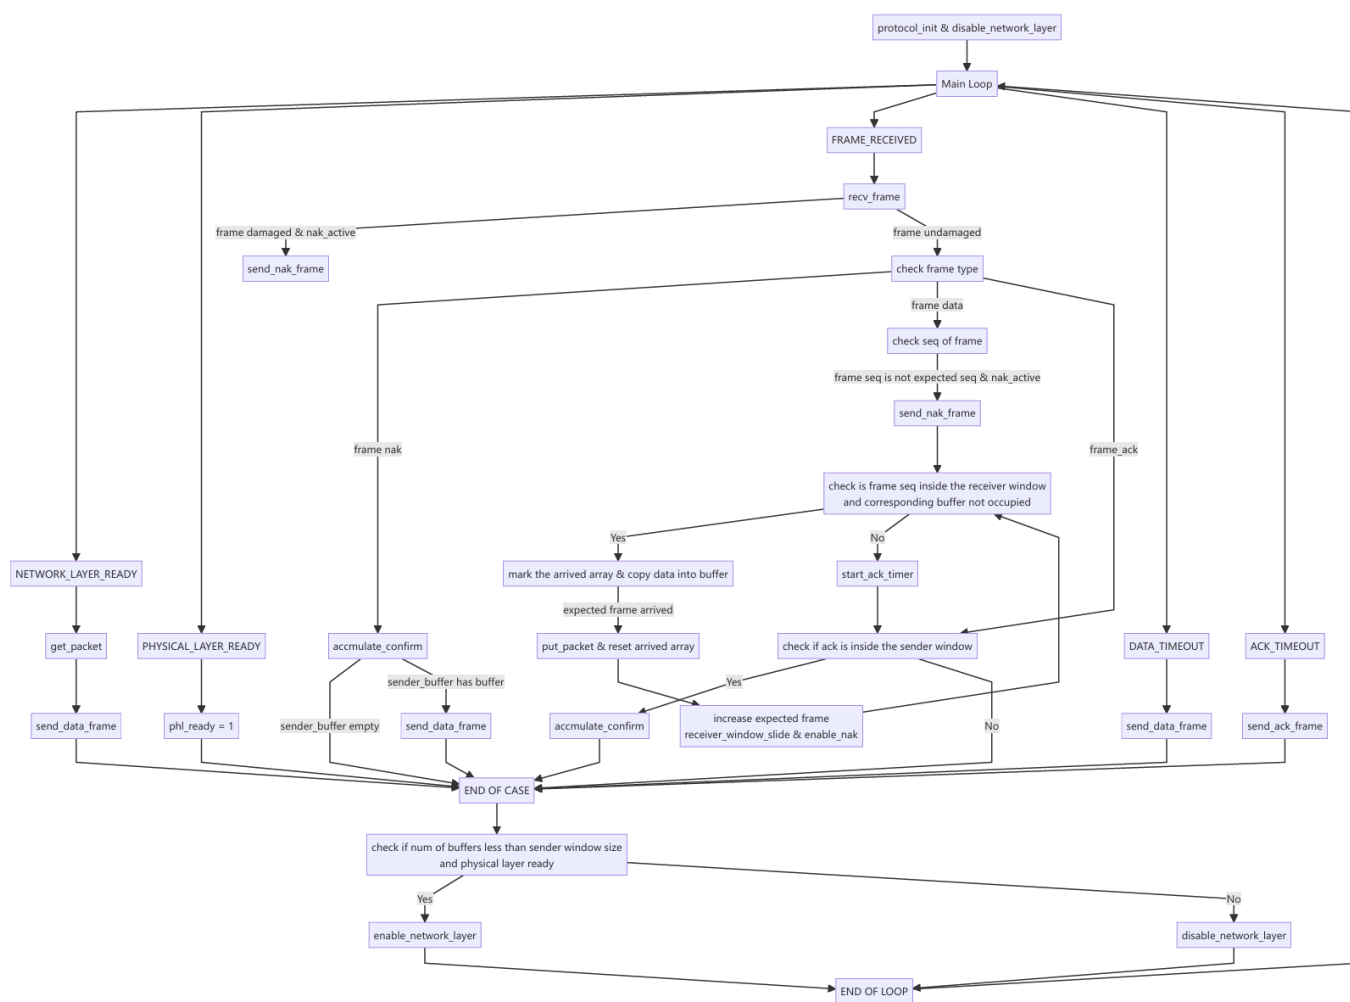 protocol_init & disable_network_layer
Main Loop
FRAME_RECEIVED
recv_frame
frame damaged & nak_active
frame undamaged
send_nak_frame
check frame type
frame data
check seq of frame
frame seq is not expected seq & nak_active
send_nak_frame
frame nak
frame_ack
check is frame seq inside the receiver window
and corresponding buffer not occupied
Yes
No
NETWORK_LAYER_READY
mark the arrived array & copy data into buffer
start_ack_timer
expected frame arrived
get_packet
PHYSICAL_LAYER_READY
accmulate_confirm
put_packet & reset arrived array
check if ack is inside the sender window
DATA_TIMEOUT
ACK_TIMEOUT
sender_buffer has buffer
Yes
send_data_frame
phl_ready = 1
sender_buffer empty
send_data_frame
accmulate_confirm
increase expected frame
receiver_window_slide & enable_nak
No
send_data_frame
send_ack_frame
END OF CASE
check if num of buffers less than sender window size
and physical layer ready
Yes
No
enable_network_layer
disable_network_layer
END OF LOOP